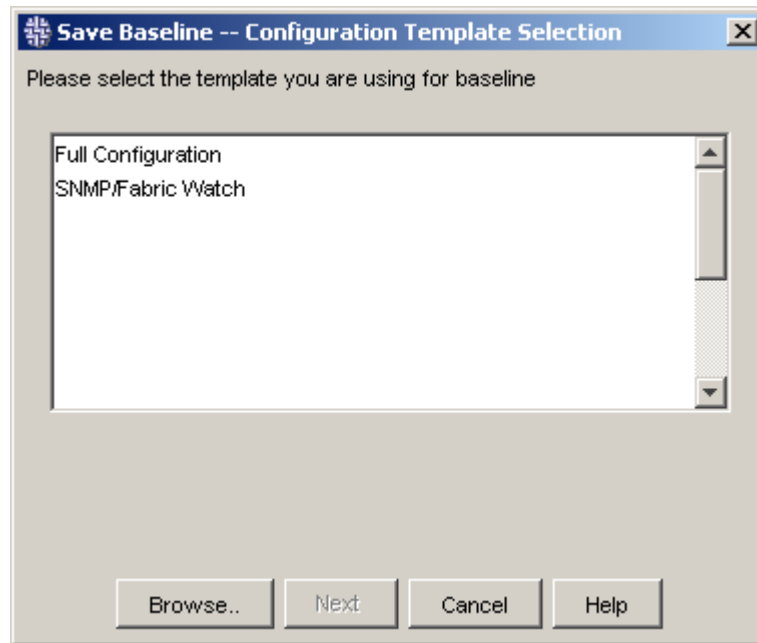 Save Baseline -- Configuration Template Selection
Please select the template you are using for baseline
Full Configuration
SNMP/Fabric Watch
Browse.. Next Cancel Help